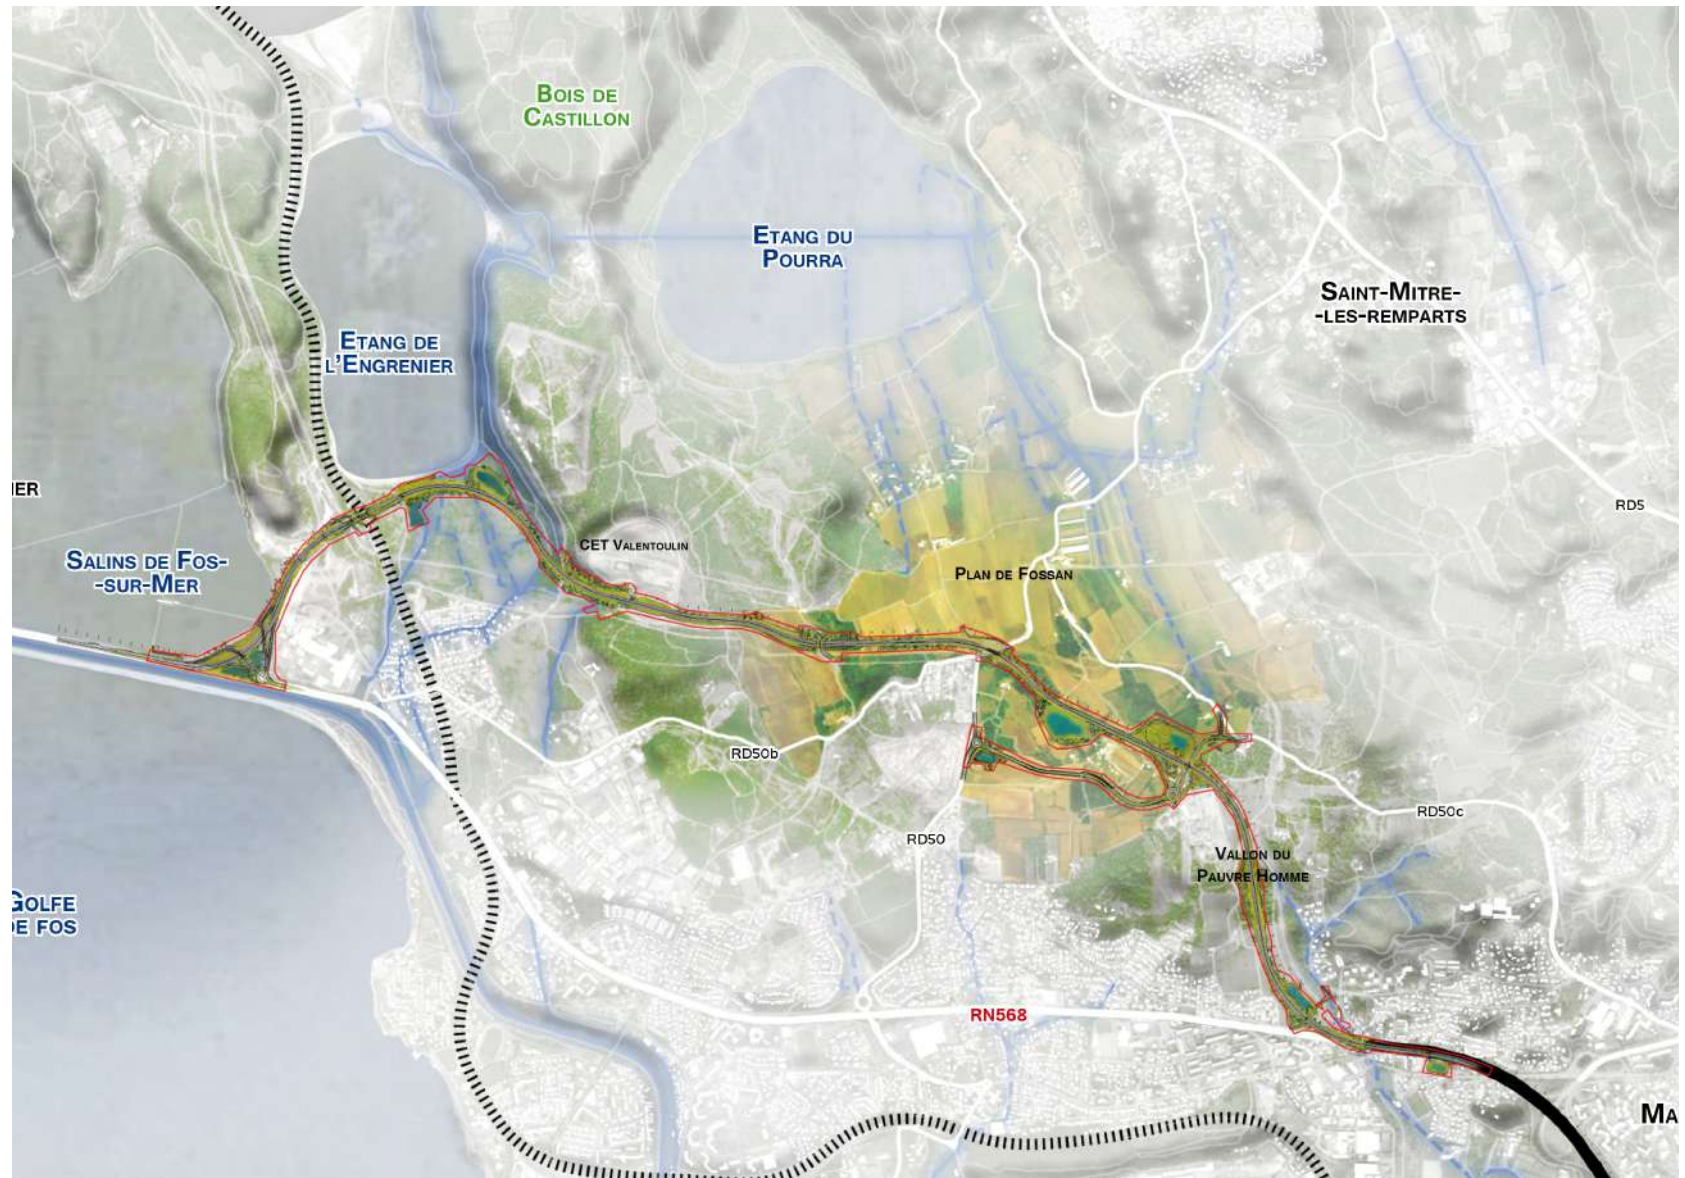 BOIS DE
CASTILLON
ETANG DU
POURRA
SAINT-MITRE-
-LES-REMPARTS
ETANG DE
L'ENGRENIER
IER
RD5
CET VALENTOULIN
SALINS DE FOS-
-SUR-MER
PLAN DE FOSSAN
RD50b
RD50c
RD50
VALLON DU
PAUVRE HOMME
GOLFE
DE FOS
RN568
MA